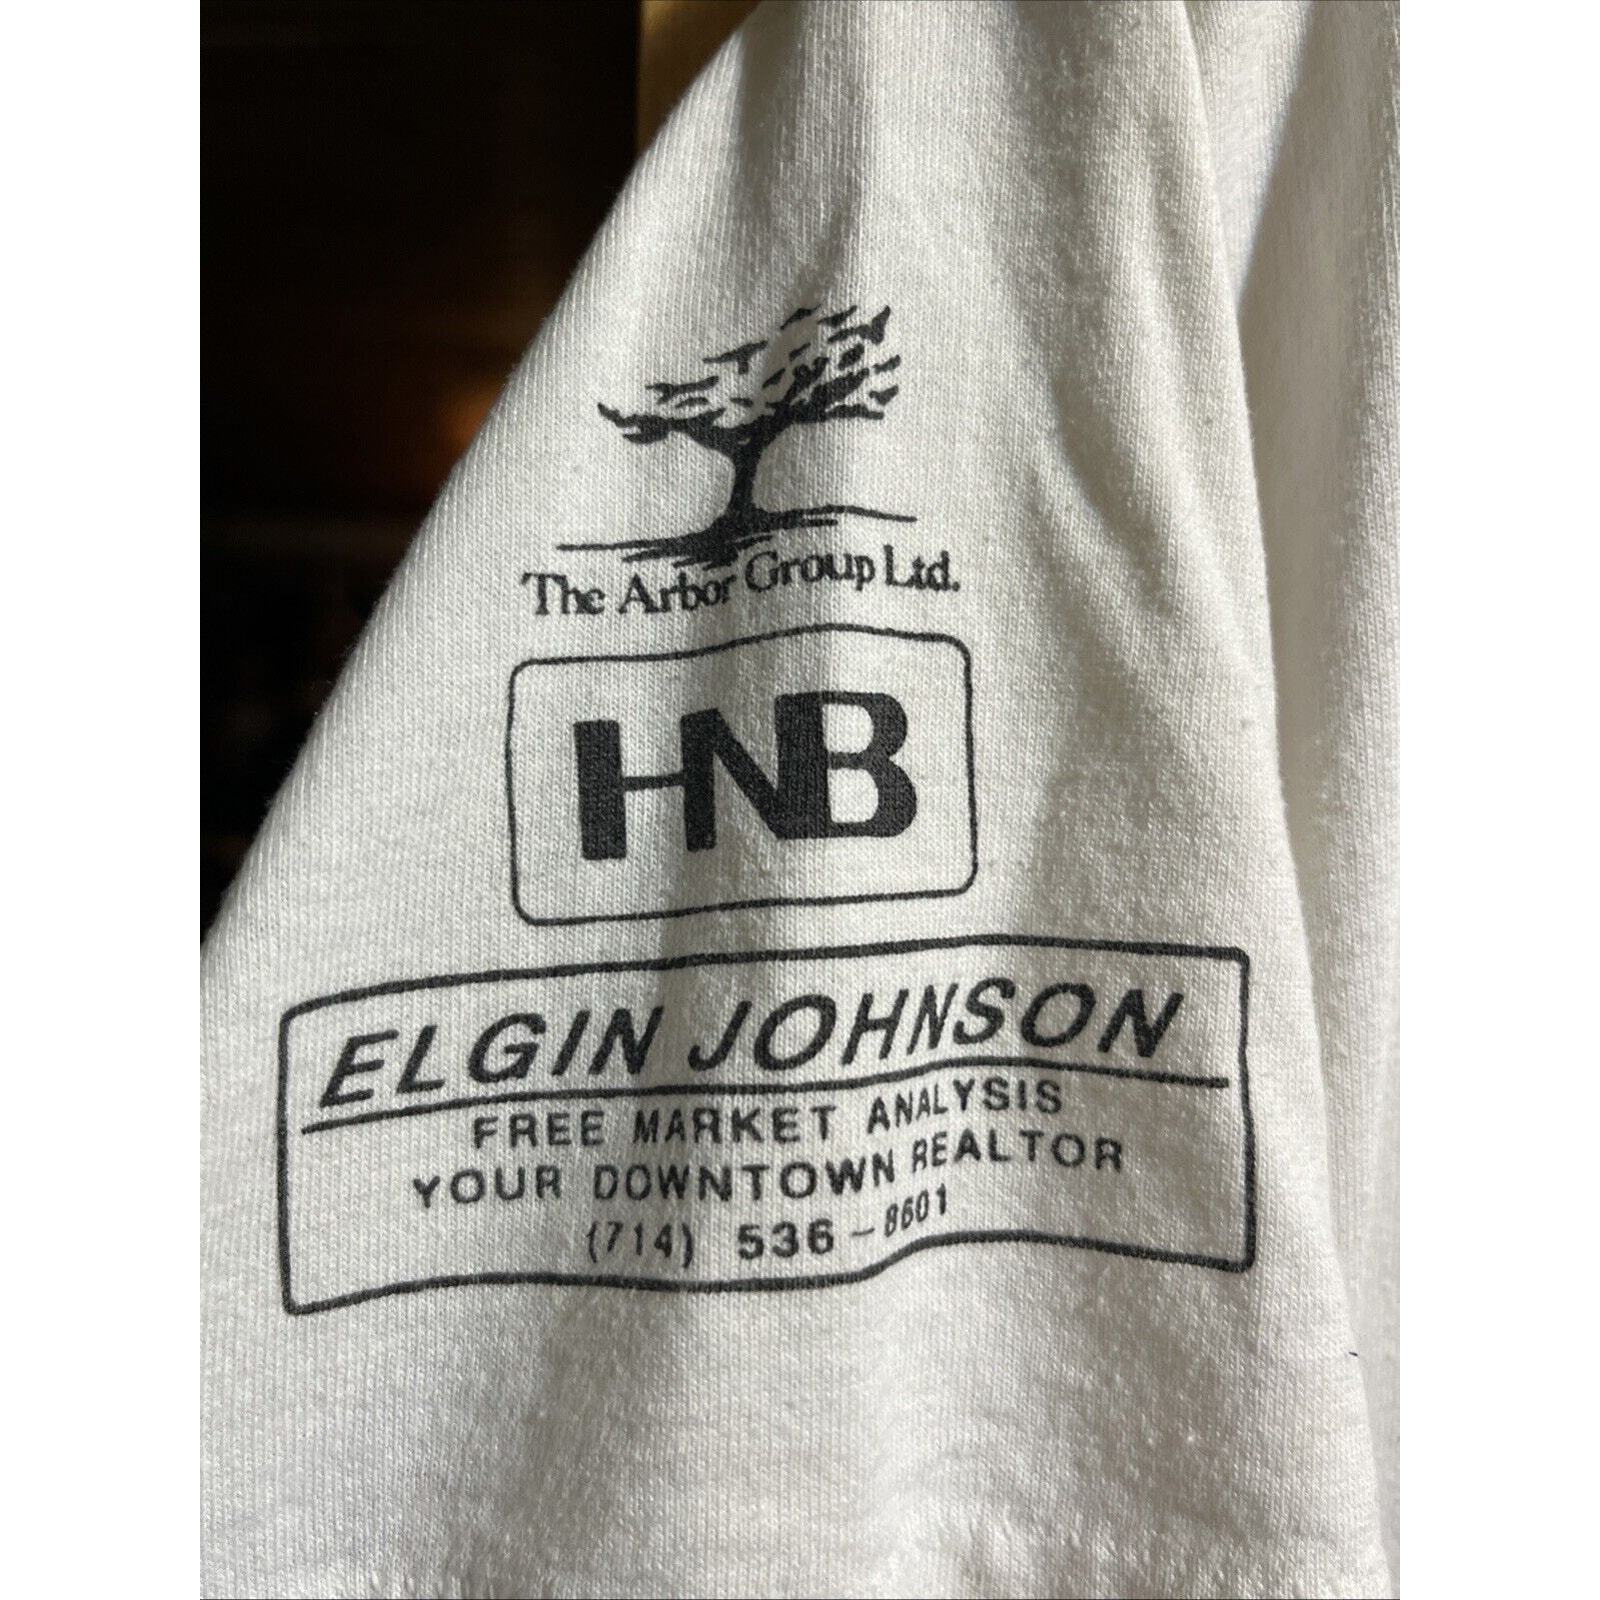 The Arbor Group Ltd.
HNB
ELGIN JOHNSON
FREE MARKET ANALYSIS
YOUR DOWNTOWN REALTOR
(714) 536-8601